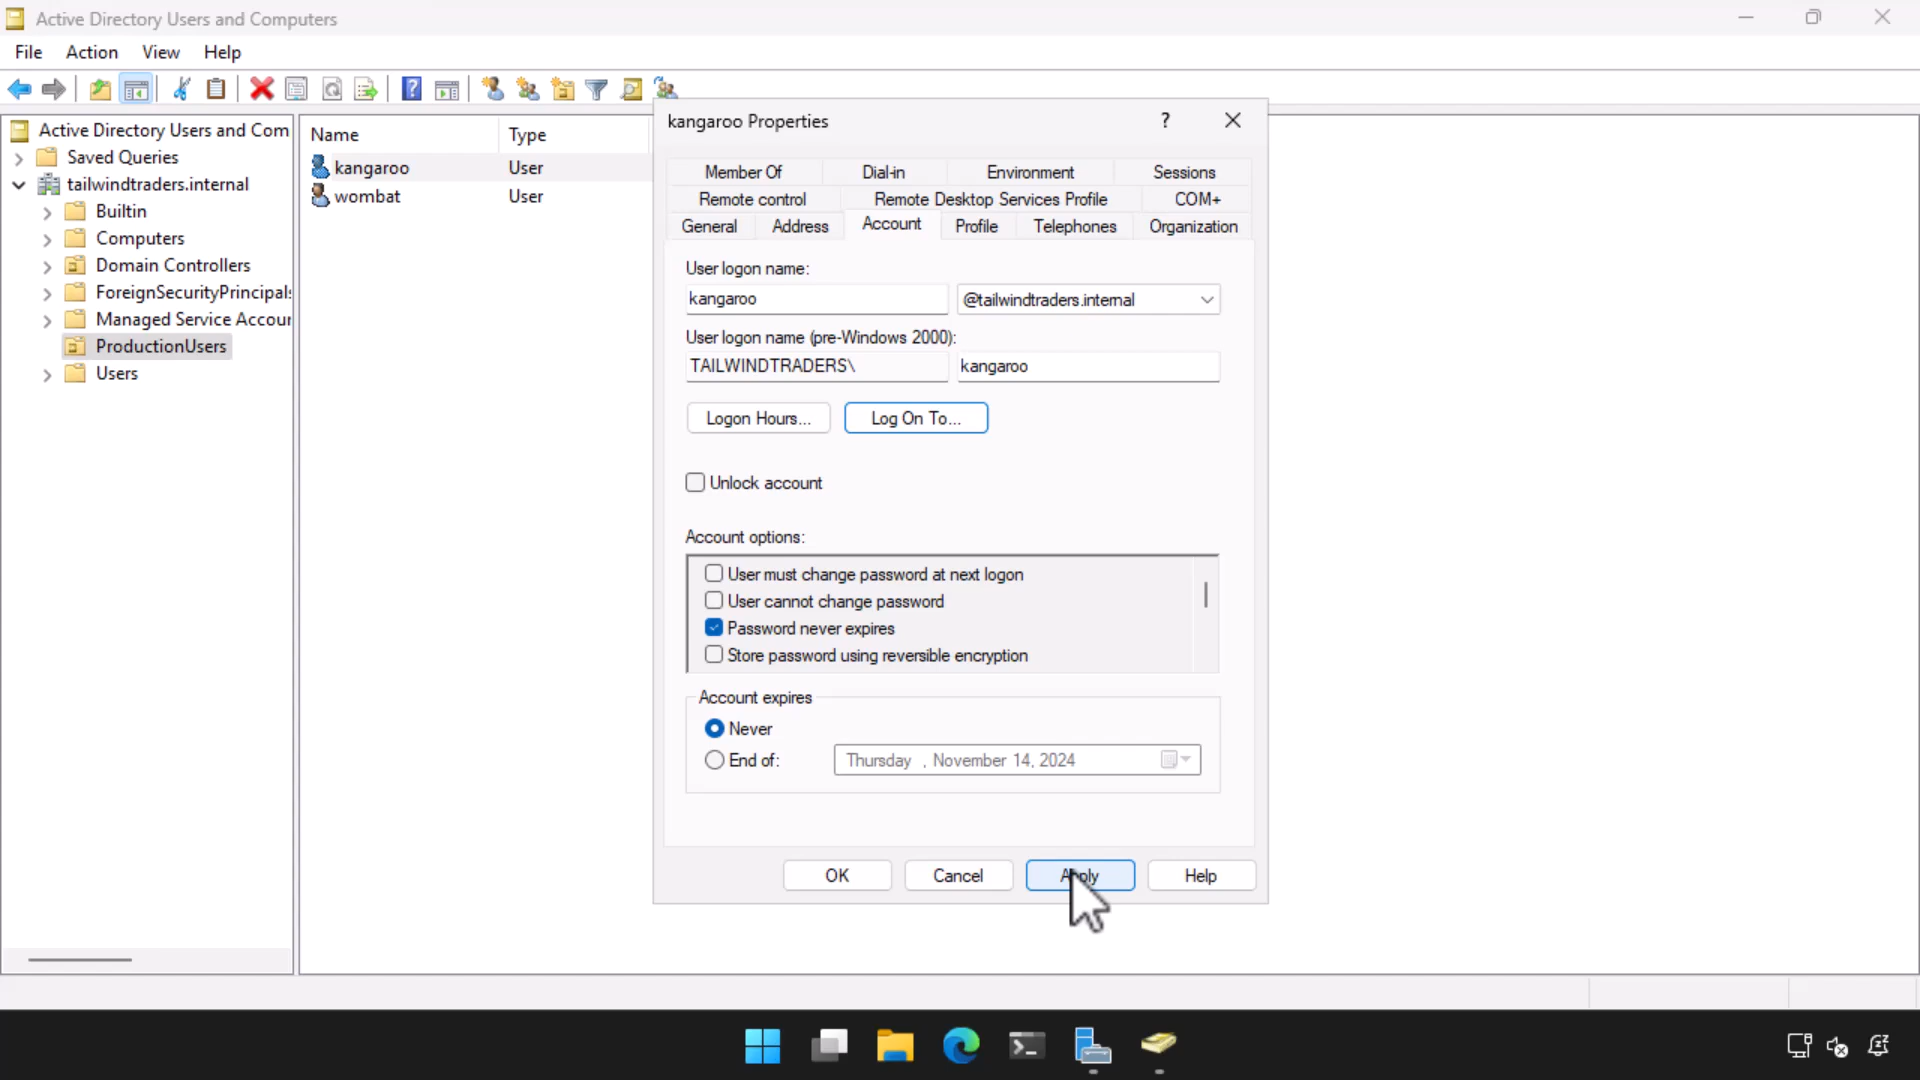 Active Directory Users and Computers
File Action View Help
Active Directory Users and Com
Saved Queries
tailwindtraders.internal
Builtin
Computers
Domain Controllers
ForeignSecurityPrincipals
Managed Service Accour
ProductionUsers
Users
Name Type
kangaroo User
wombat User
kangaroo Properties ?
Member Of Dial-in Environment Sessions
Remote control Remote Desktop Services Profile COM+
General Address Account Profile Telephones Organization
User logon name:
kangaroo @tailwindtraders.internal
User logon name (pre-Windows 2000):
TAILWINDTRADERS\ kangaroo
Logon Hours... Log On To...
Unlock account
Account options:
User must change password at next logon
User cannot change password
Password never expires
Store password using reversible encryption
Account expires
Never
End of: Thursday , November 14, 2024
OK Cancel Apply Help